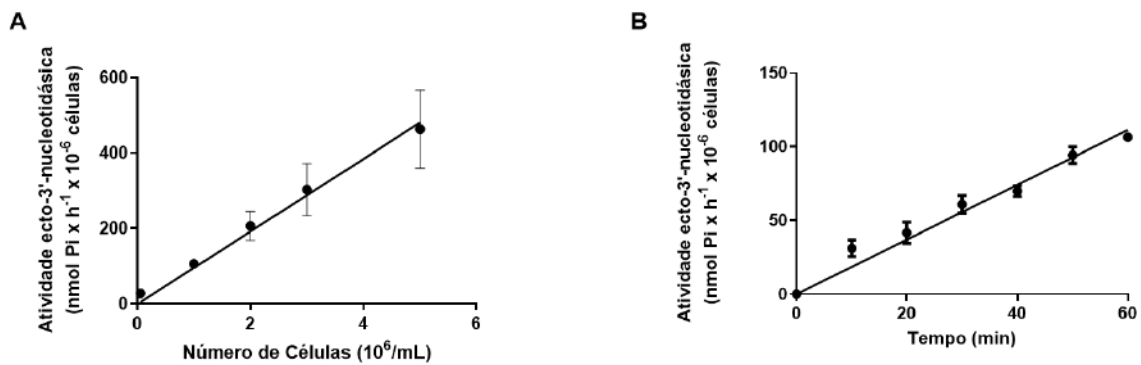 A
Atividade ecto-3'-nucleotidásica
(nmol Pi x h⁻¹ x 10⁻⁶ células)
600
400
200
0
0 2 4 6
Número de Células (10⁶/mL)
B
Atividade ecto-3'-nucleotidásica
(nmol Pi x h⁻¹ x 10⁻⁶ células)
150
100
50
0
0 20 40 60
Tempo (min)